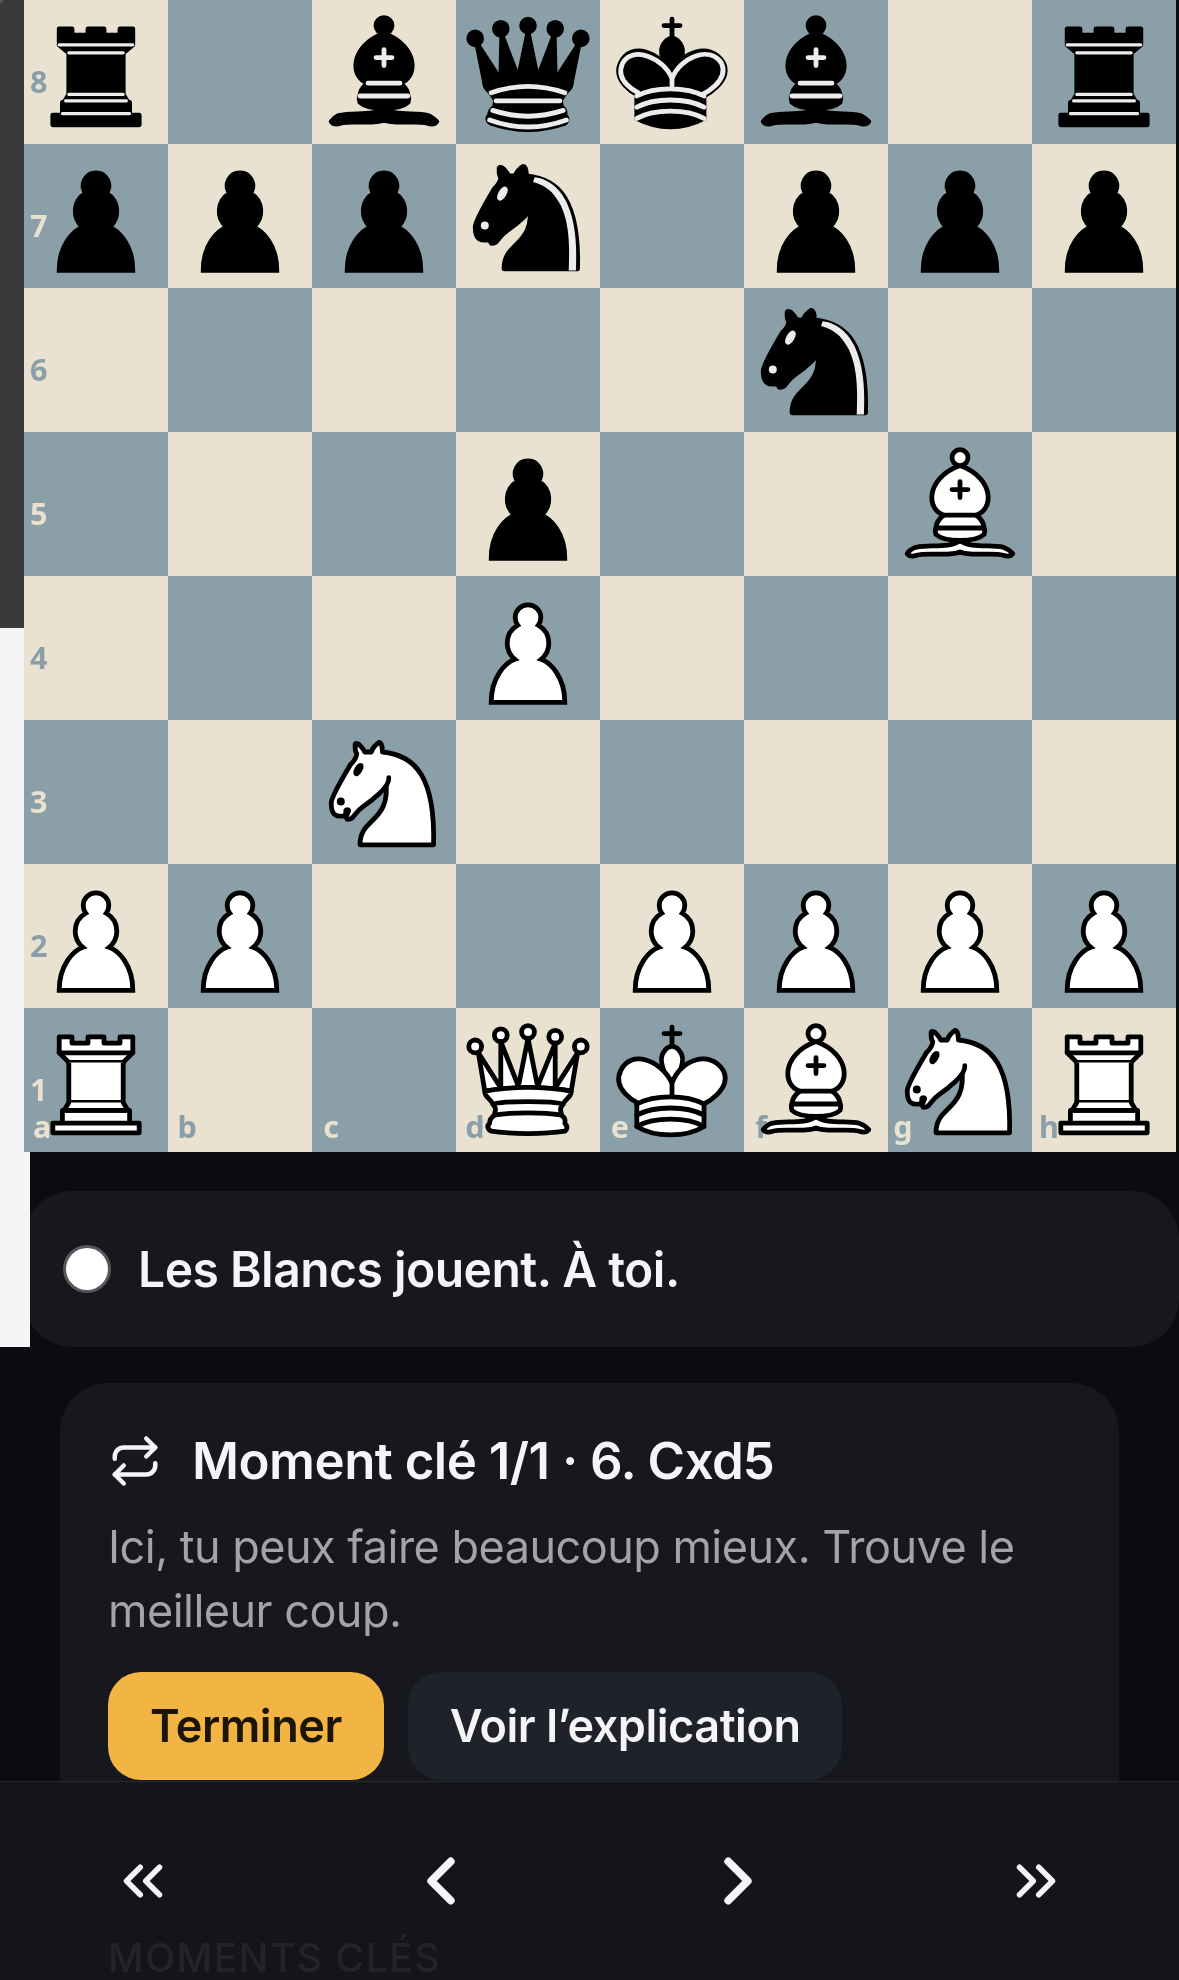 8
7
6
5
4
3
2
1
a b c d e f g h
Les Blancs jouent. À toi.
Moment clé 1/1 · 6. Cxd5
Ici, tu peux faire beaucoup mieux. Trouve le
meilleur coup.
Terminer Voir l’explication
MOMENTS CLÉS